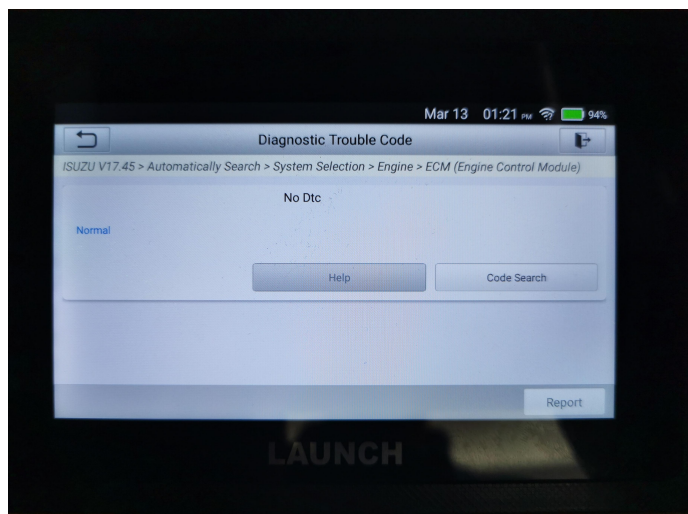 Mar 13 01:21 PM 94%
Diagnostic Trouble Code
ISUZU V17.45 > Automatically Search > System Selection > Engine > ECM (Engine Control Module)
No Dtc
Normal
Help Code Search
Report
LAUNCH